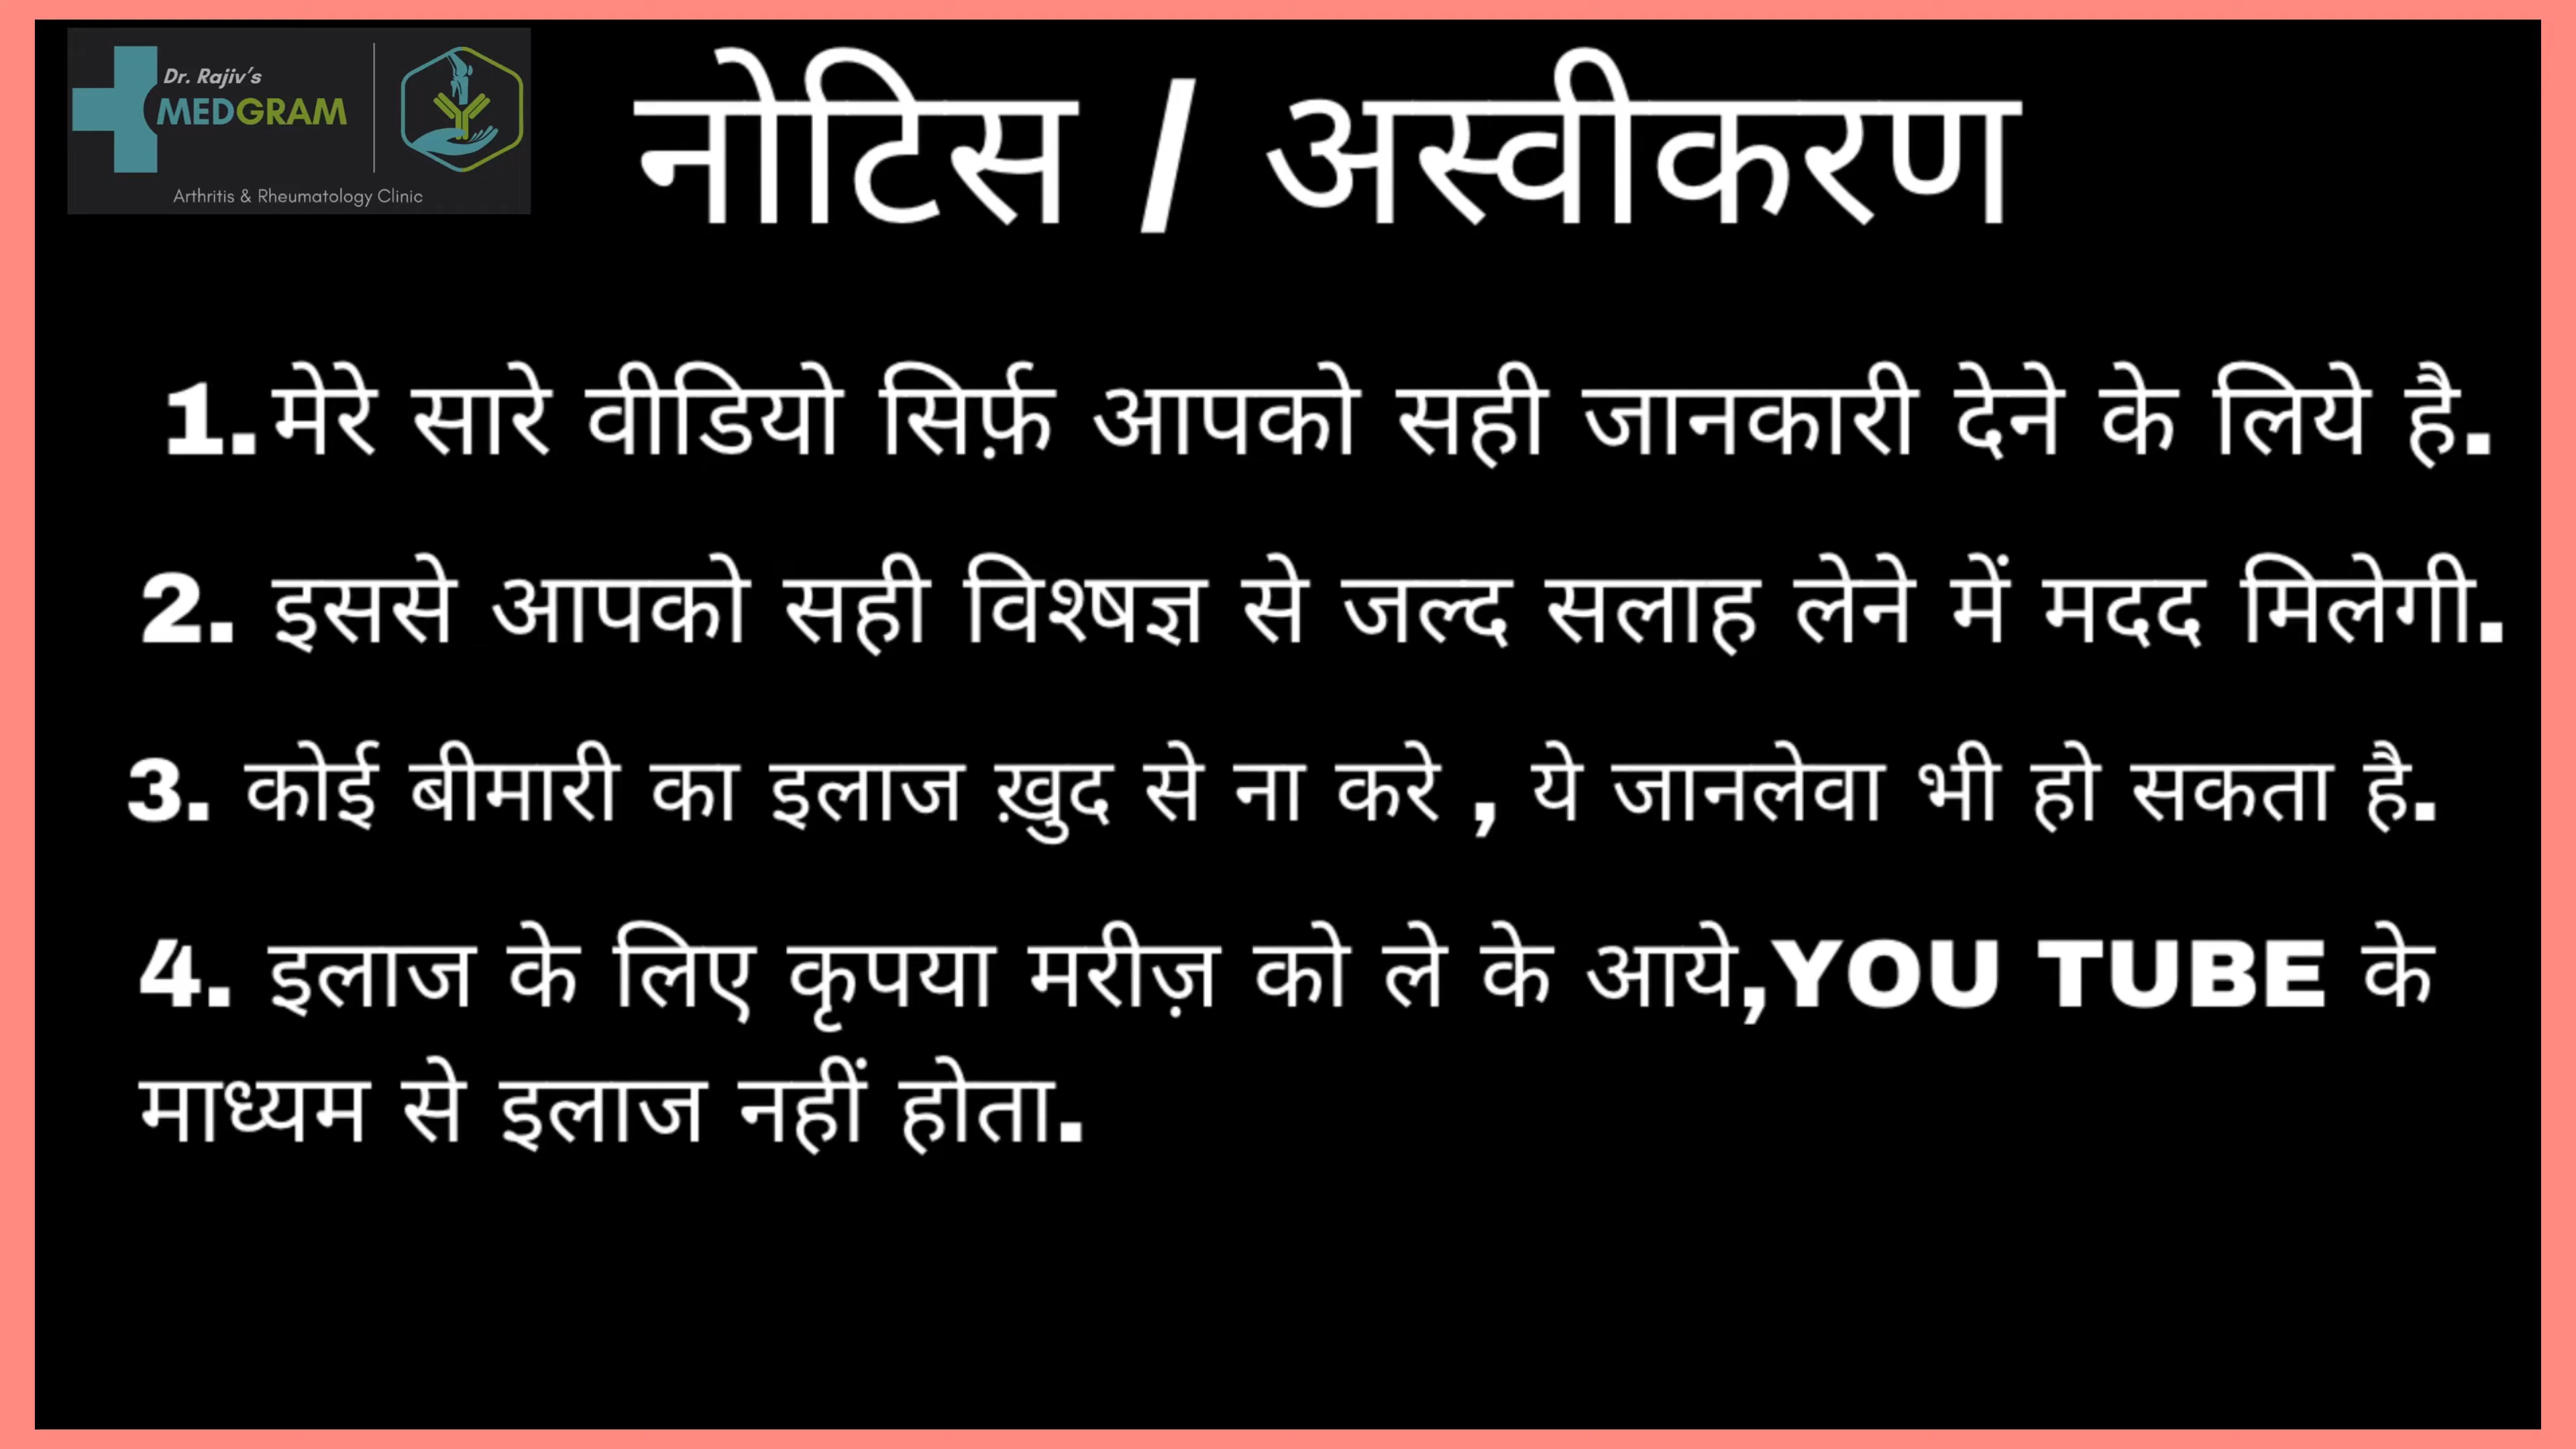 Dr. Rajiv's
MEDGRAM
Arthritis & Rheumatology Clinic
नोटिस / अस्वीकरण
1. मेरे सारे वीडियो सिर्फ़ आपको सही जानकारी देने के लिये है.
2. इससे आपको सही विश्षज्ञ से जल्द सलाह लेने में मदद मिलेगी.
3. कोई बीमारी का इलाज ख़ुद से ना करे , ये जानलेवा भी हो सकता है.
4. इलाज के लिए कृपया मरीज़ को ले के आये,YOU TUBE के
माध्यम से इलाज नहीं होता.